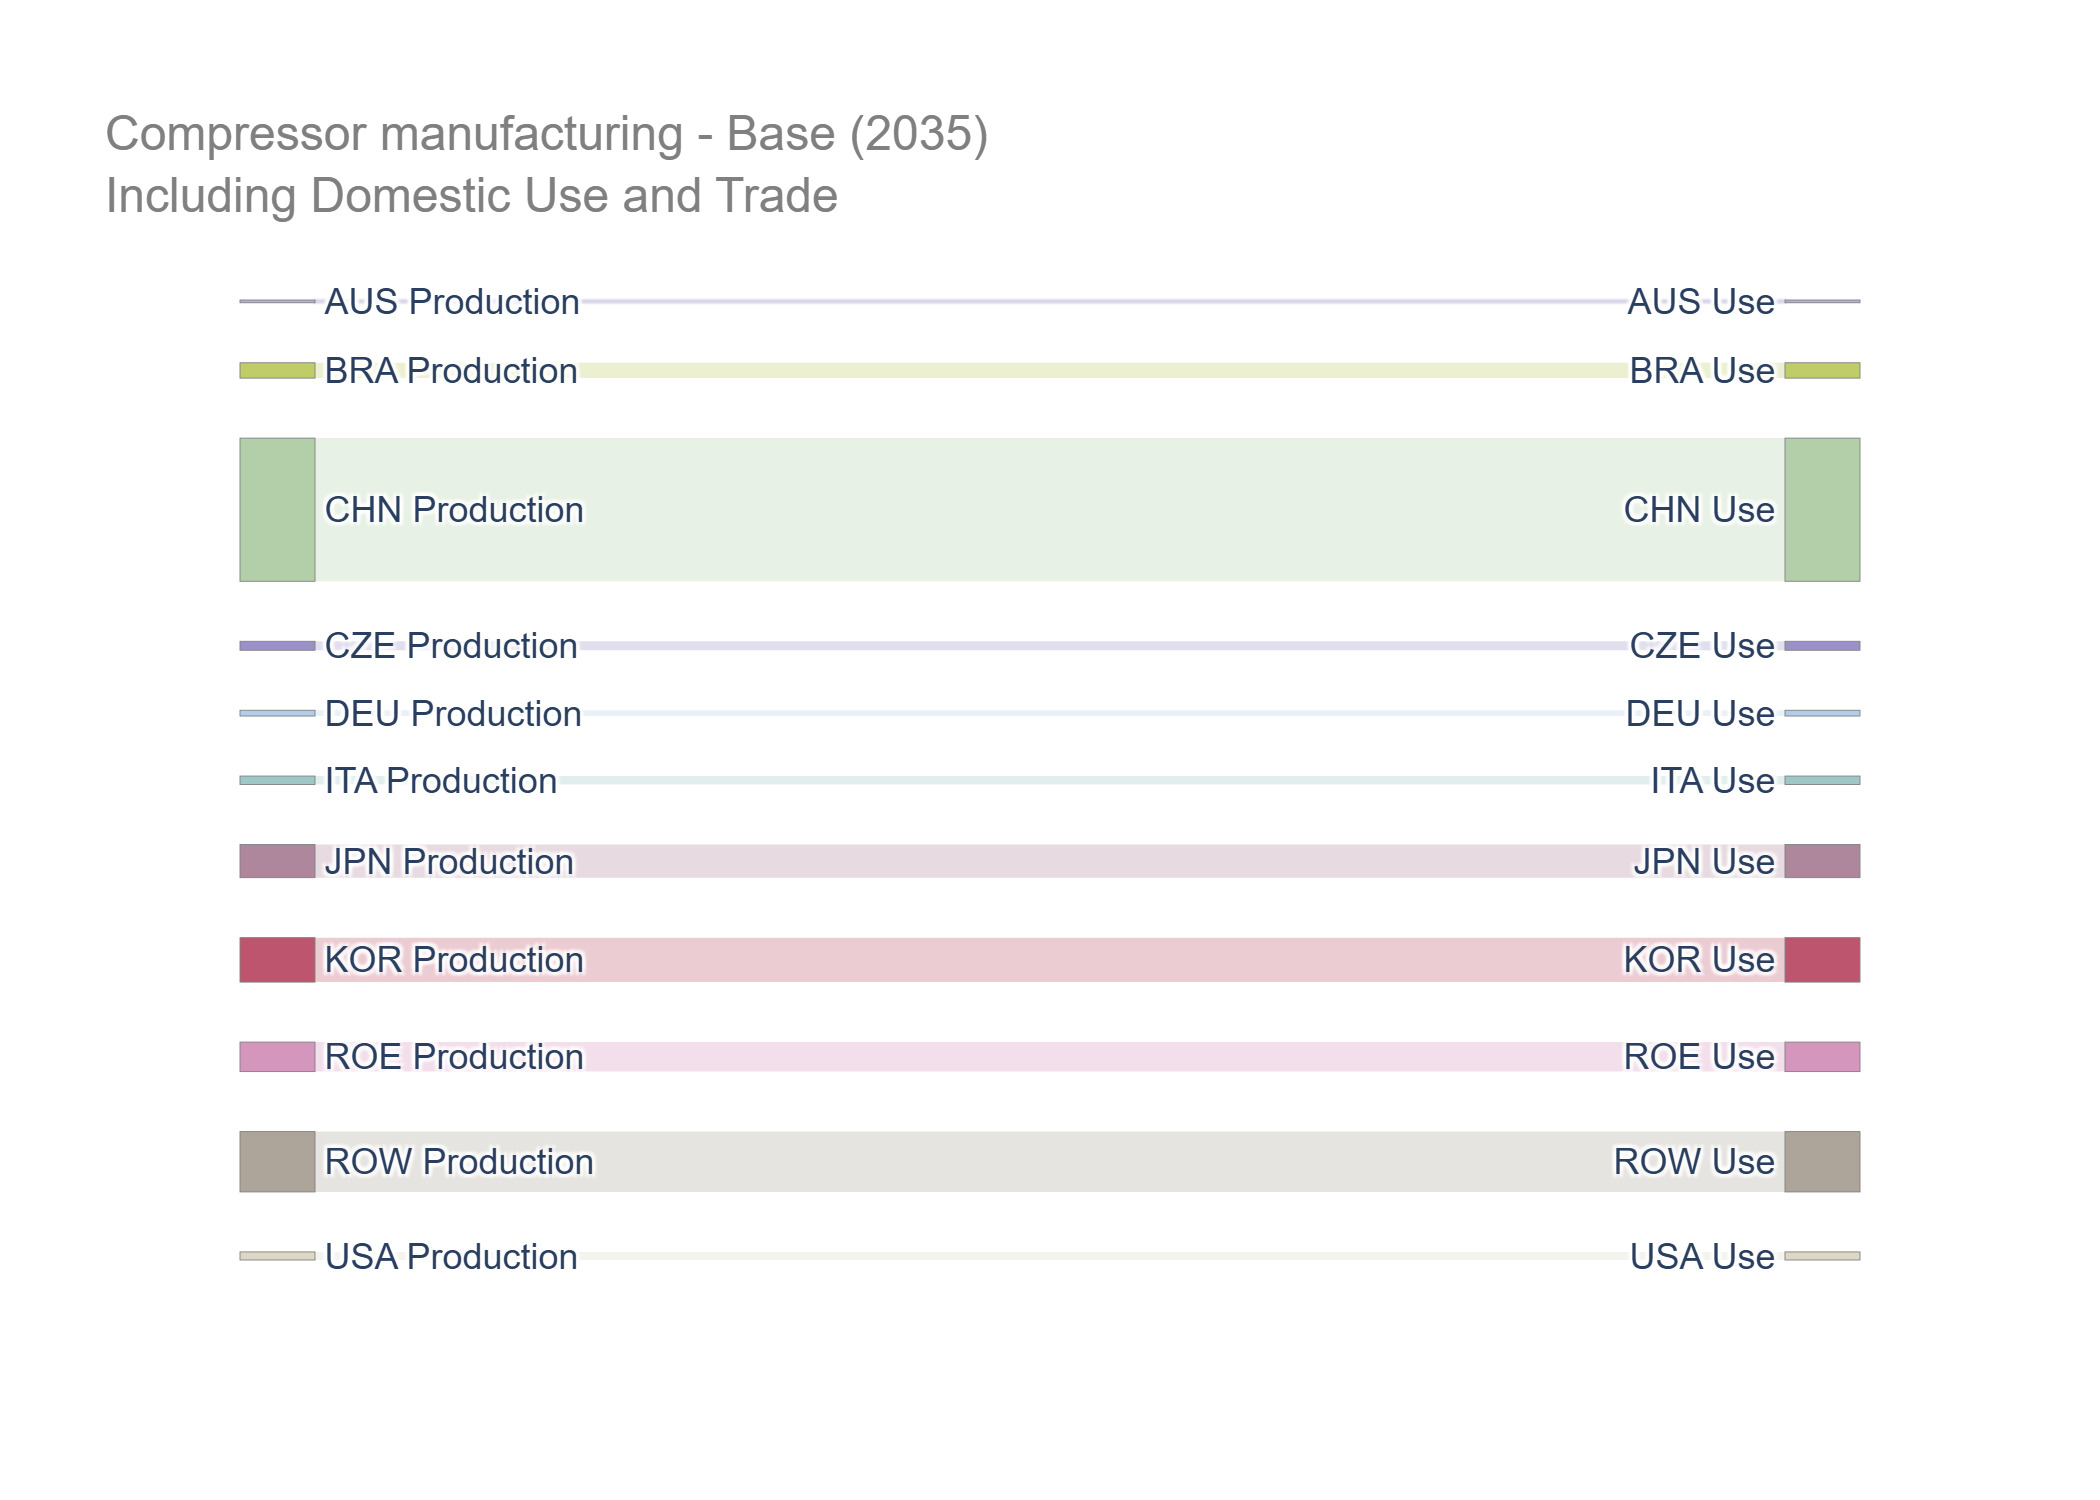 Compressor manufacturing - Base (2035)
Including Domestic Use and Trade
AUS Production
AUS Use
BRA Production
BRA Use
CHN Production
CHN Use
CZE Production
CZE Use
DEU Production
DEU Use
ITA Production
ITA Use
JPN Production
JPN Use
KOR Production
KOR Use
ROE Production
ROE Use
ROW Production
ROW Use
USA Production
USA Use